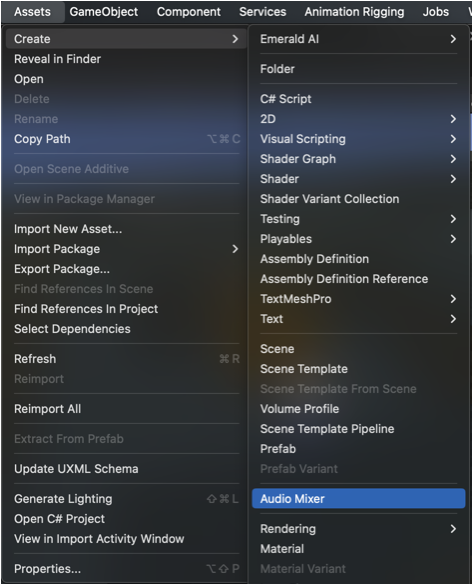 Assets GameObject Component Services Animation Rigging Jobs
Create
Reveal in Finder
Open
Delete
Rename
Copy Path ⌥⌘C
Open Scene Additive
View in Package Manager
Import New Asset...
Import Package
Export Package...
Find References In Scene
Find References In Project
Select Dependencies
Refresh ⌘R
Reimport
Reimport All
Extract From Prefab
Update UXML Schema
Generate Lighting ⇧⌘L
Open C# Project
View in Import Activity Window
Properties... ⌥⇧P
Emerald AI
Folder
C# Script
2D
Visual Scripting
Shader Graph
Shader
Shader Variant Collection
Testing
Playables
Assembly Definition
Assembly Definition Reference
TextMeshPro
Text
Scene
Scene Template
Scene Template From Scene
Volume Profile
Scene Template Pipeline
Prefab
Prefab Variant
Audio Mixer
Rendering
Material
Material Variant